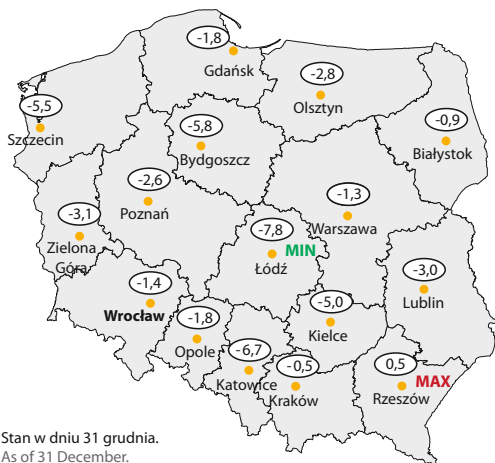 -1,8
Gdańsk
-2,8
Olsztyn
-5,5
Szczecin
-5,8
Bydgoszcz
-0,9
Białystok
-2,6
Poznań
-1,3
Warszawa
-3,1
Zielona
Góra
-7,8
MIN
Łódź
-3,0
Lublin
-1,4
Wrocław
-1,8
Opole
-5,0
Kielce
-6,7
Katowice
-0,5
Kraków
0,5
MAX
Rzeszów
Stan w dniu 31 grudnia.
As of 31 December.